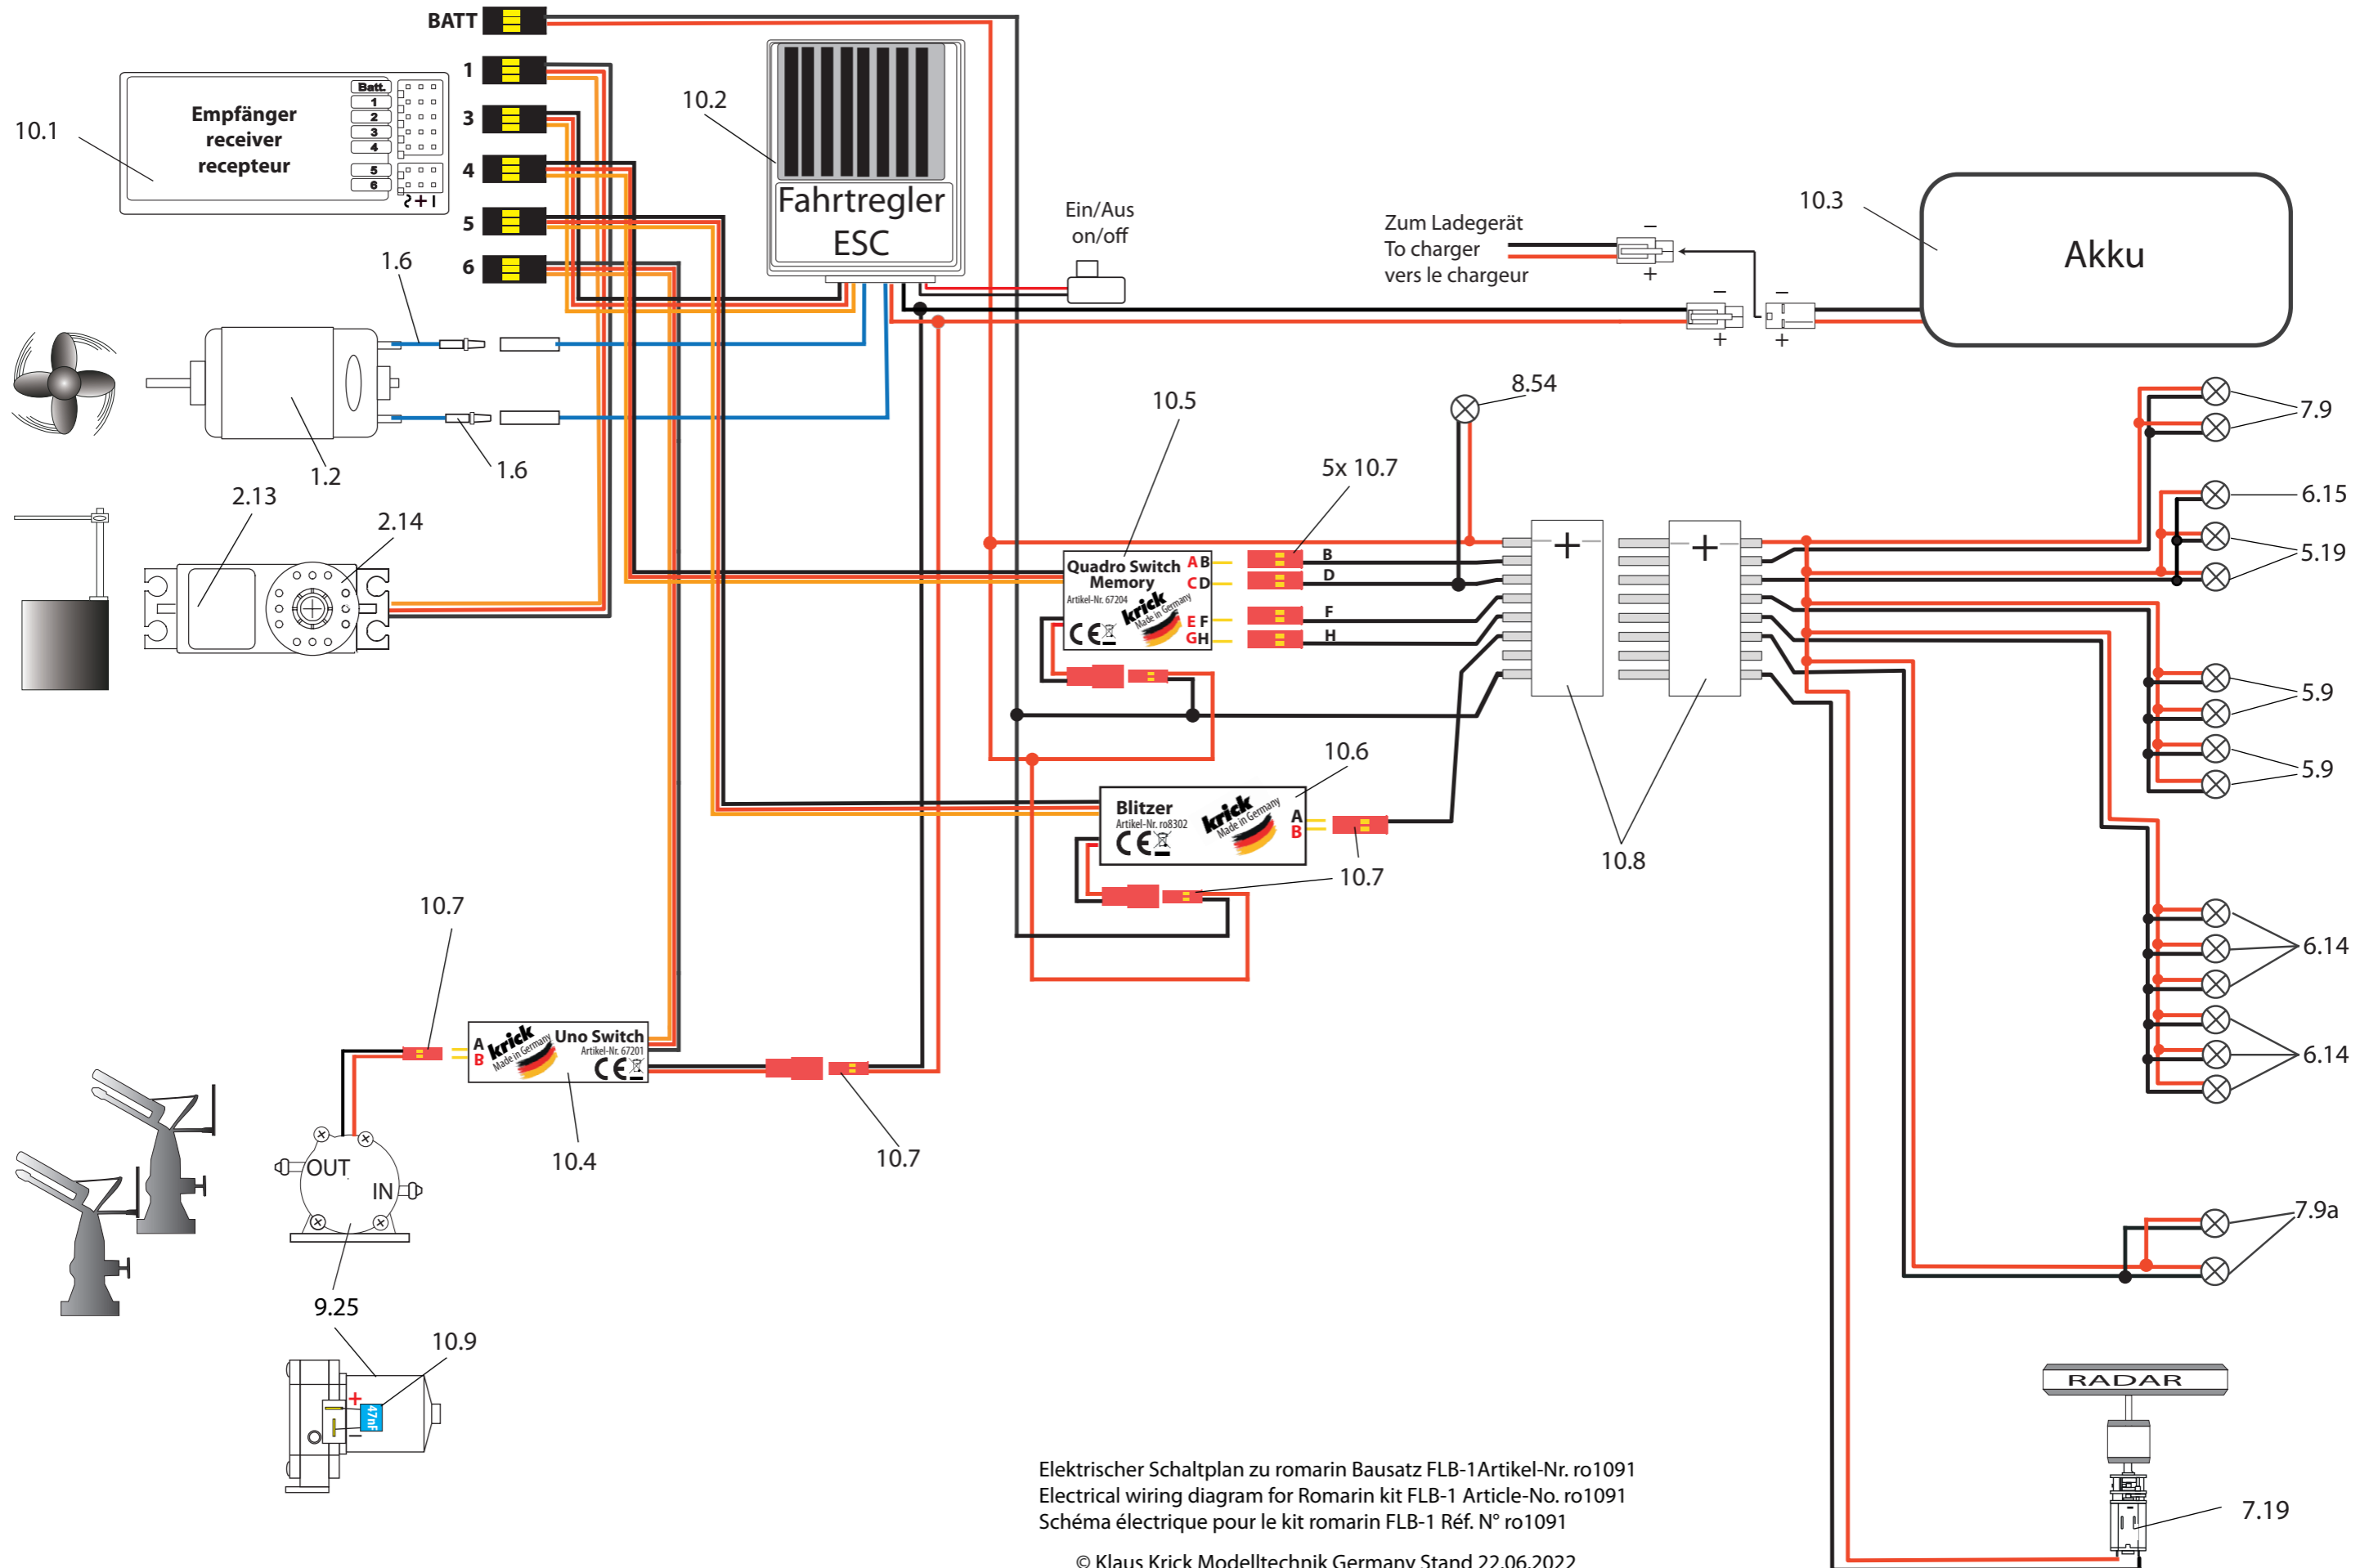 BATT
1
3
4
5
6
10.1
Empfänger
receiver
recepteur
Batt.
1
2
3
4
5
6
10.2
Fahrtregler
ESC
Ein/Aus
on/off
Zum Ladegerät
To charger
vers le chargeur
−
+
−
+
−
+
10.3
Akku
1.6
1.6
1.2
2.13
2.14
10.5
Quadro Switch
Memory
Artikel-Nr. 67204
krick
Made in Germany
CE
A B
C D
E F
G H
5x 10.7
B
D
F
H
8.54
+
+
10.8
7.9
6.15
5.19
5.9
5.9
6.14
6.14
7.9a
10.6
Blitzer
Artikel-Nr. ro8302
CE
krick
Made in Germany
A
B
10.7
10.7
A
B
krick
Made in Germany
Uno Switch
Artikel-Nr. 67201
CE
10.4
10.7
OUT
IN
9.25
10.9
+
−
47nF
RADAR
7.19
Elektrischer Schaltplan zu romarin Bausatz FLB-1Artikel-Nr. ro1091
Electrical wiring diagram for Romarin kit FLB-1 Article-No. ro1091
Schéma électrique pour le kit romarin FLB-1 Réf. N° ro1091
© Klaus Krick Modelltechnik Germany Stand 22.06.2022